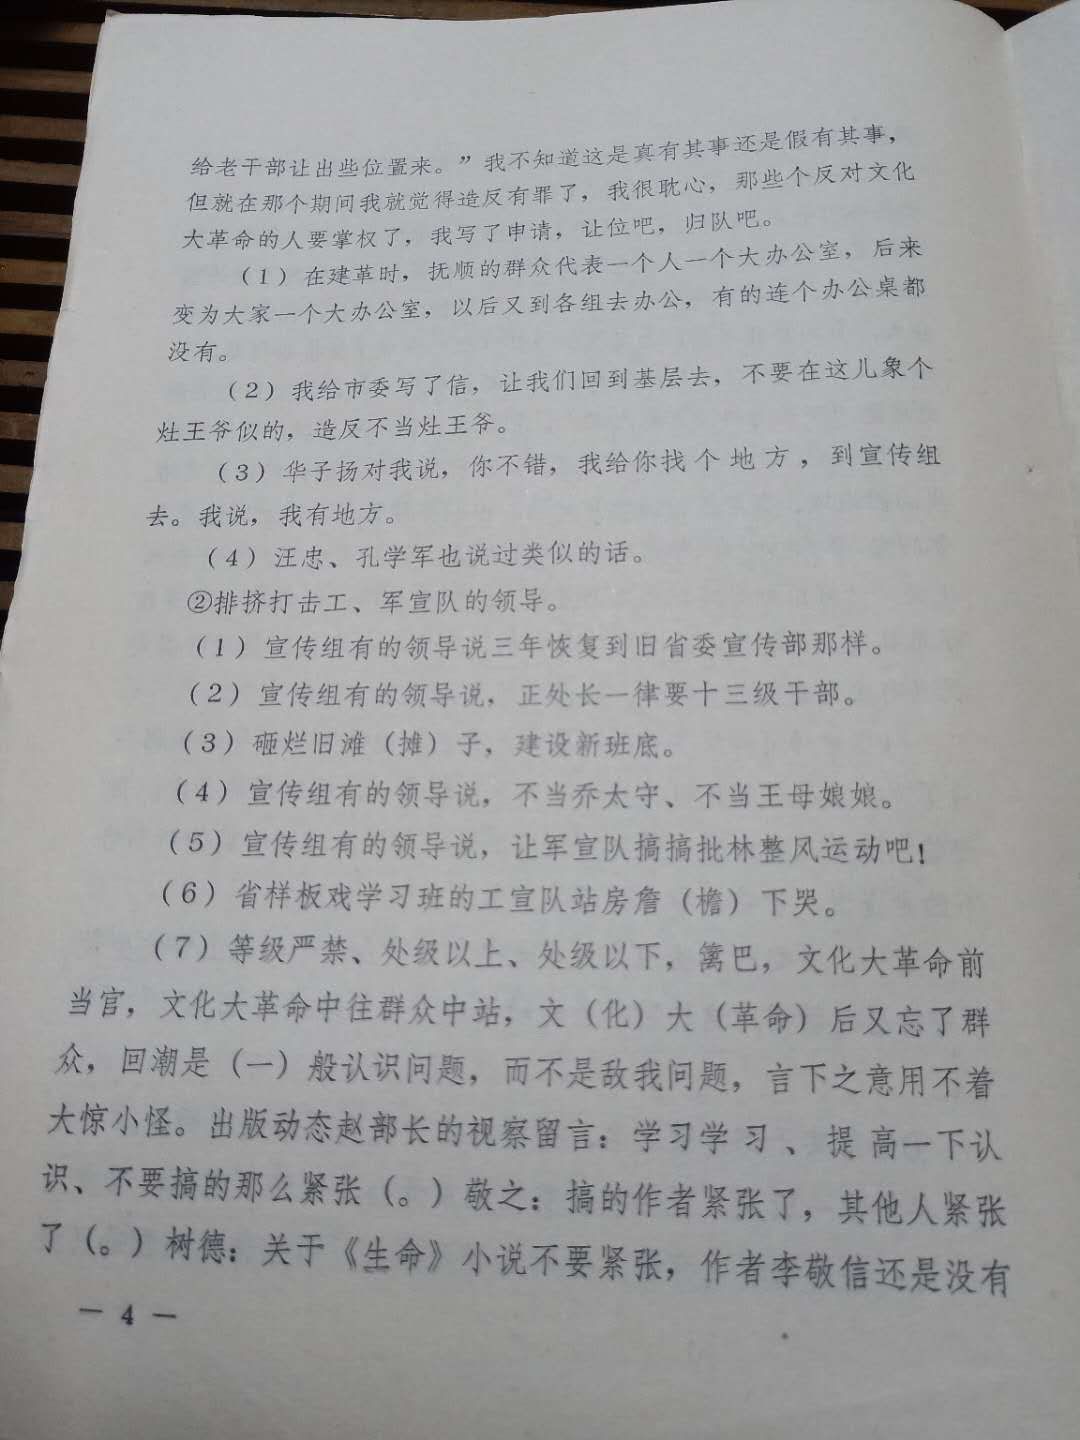 给老干部让出些位置来。”我不知道这是真有其事还是假有其事，
但就在那个期间我就觉得造反有罪了，我很耽心，那些个反对文化
大革命的人要掌权了，我写了申请，让位吧，归队吧。
（1）在建革时，抚顺的群众代表一个人一个大办公室，后来
变为大家一个大办公室，以后又到各组去办公，有的连个办公桌都
没有。
（2）我给市委写了信，让我们回到基层去，不要在这儿象个
灶王爷似的，造反不当灶王爷。
（3）华子扬对我说，你不错，我给你找个地方，到宣传组
去。我说，我有地方。
（4）汪忠、孔学军也说过类似的话。
②排挤打击工、军宣队的领导。
（1）宣传组有的领导说三年恢复到旧省委宣传部那样。
（2）宣传组有的领导说，正处长一律要十三级干部。
（3）砸烂旧滩（摊）子，建设新班底。
（4）宣传组有的领导说，不当乔太守、不当王母娘娘。
（5）宣传组有的领导说，让军宣队搞搞批林整风运动吧！
（6）省样板戏学习班的工宣队站房詹（檐）下哭。
（7）等级严禁、处级以上、处级以下，篱巴，文化大革命前
当官，文化大革命中往群众中站，文（化）大（革命）后又忘了群
众，回潮是（一）般认识问题，而不是敌我问题，言下之意用不着
大惊小怪。出版动态赵部长的视察留言：学习学习、提高一下认
识、不要搞的那么紧张（。）敬之：搞的作者紧张了，其他人紧张
了（。）树德：关于《生命》小说不要紧张，作者李敬信还是没有
— 4 —